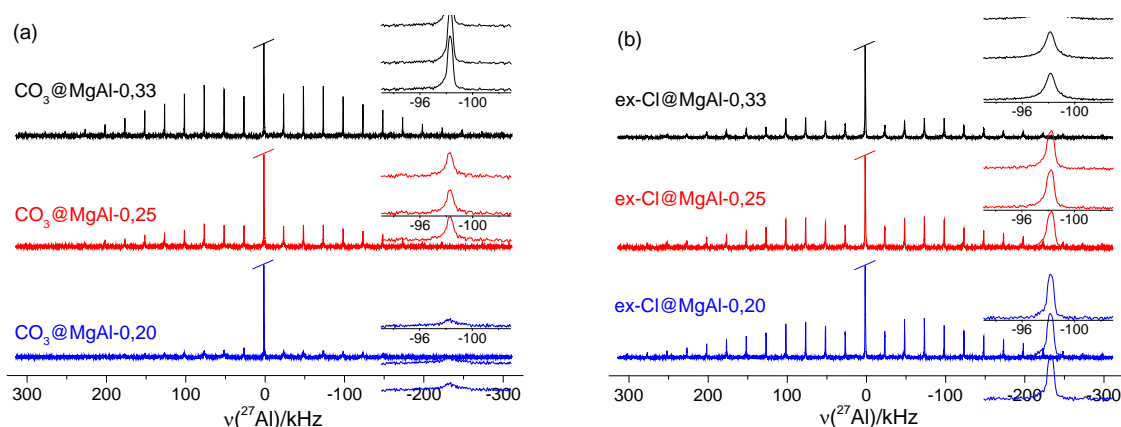 (a)
CO3@MgAl-0,33
-96 -100
CO3@MgAl-0,25
-96 -100
CO3@MgAl-0,20
-96 -100
300 200 100 0 -100 -200 -300
ν(27Al)/kHz
(b)
ex-Cl@MgAl-0,33
-96 -100
ex-Cl@MgAl-0,25
-96 -100
ex-Cl@MgAl-0,20
-96 -100
300 200 100 0 -100 -200 -300
ν(27Al)/kHz